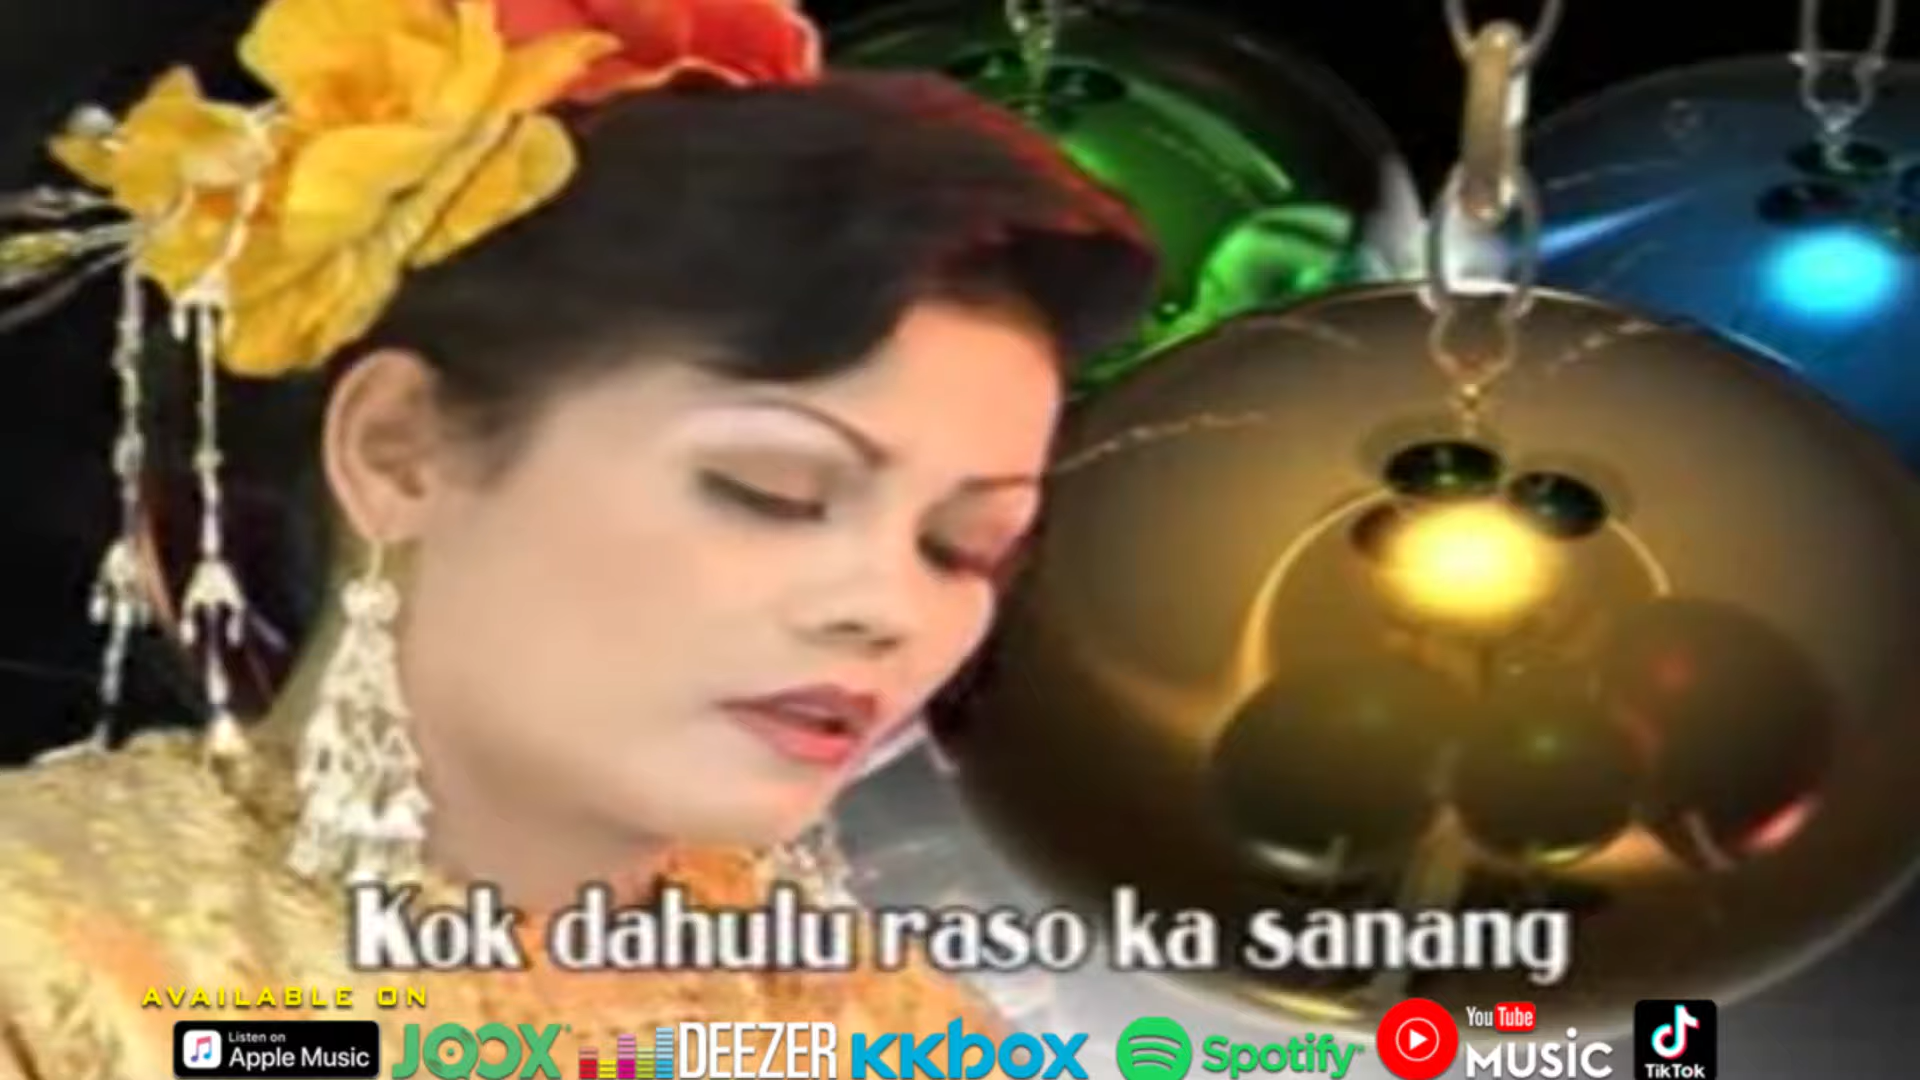 Kok dahulu raso ka sanang
AVAILABLE ON
Listen on
Apple Music
JOOX
DEEZER
KKBOX
Spotify
YouTube
MUSIC
TikTok